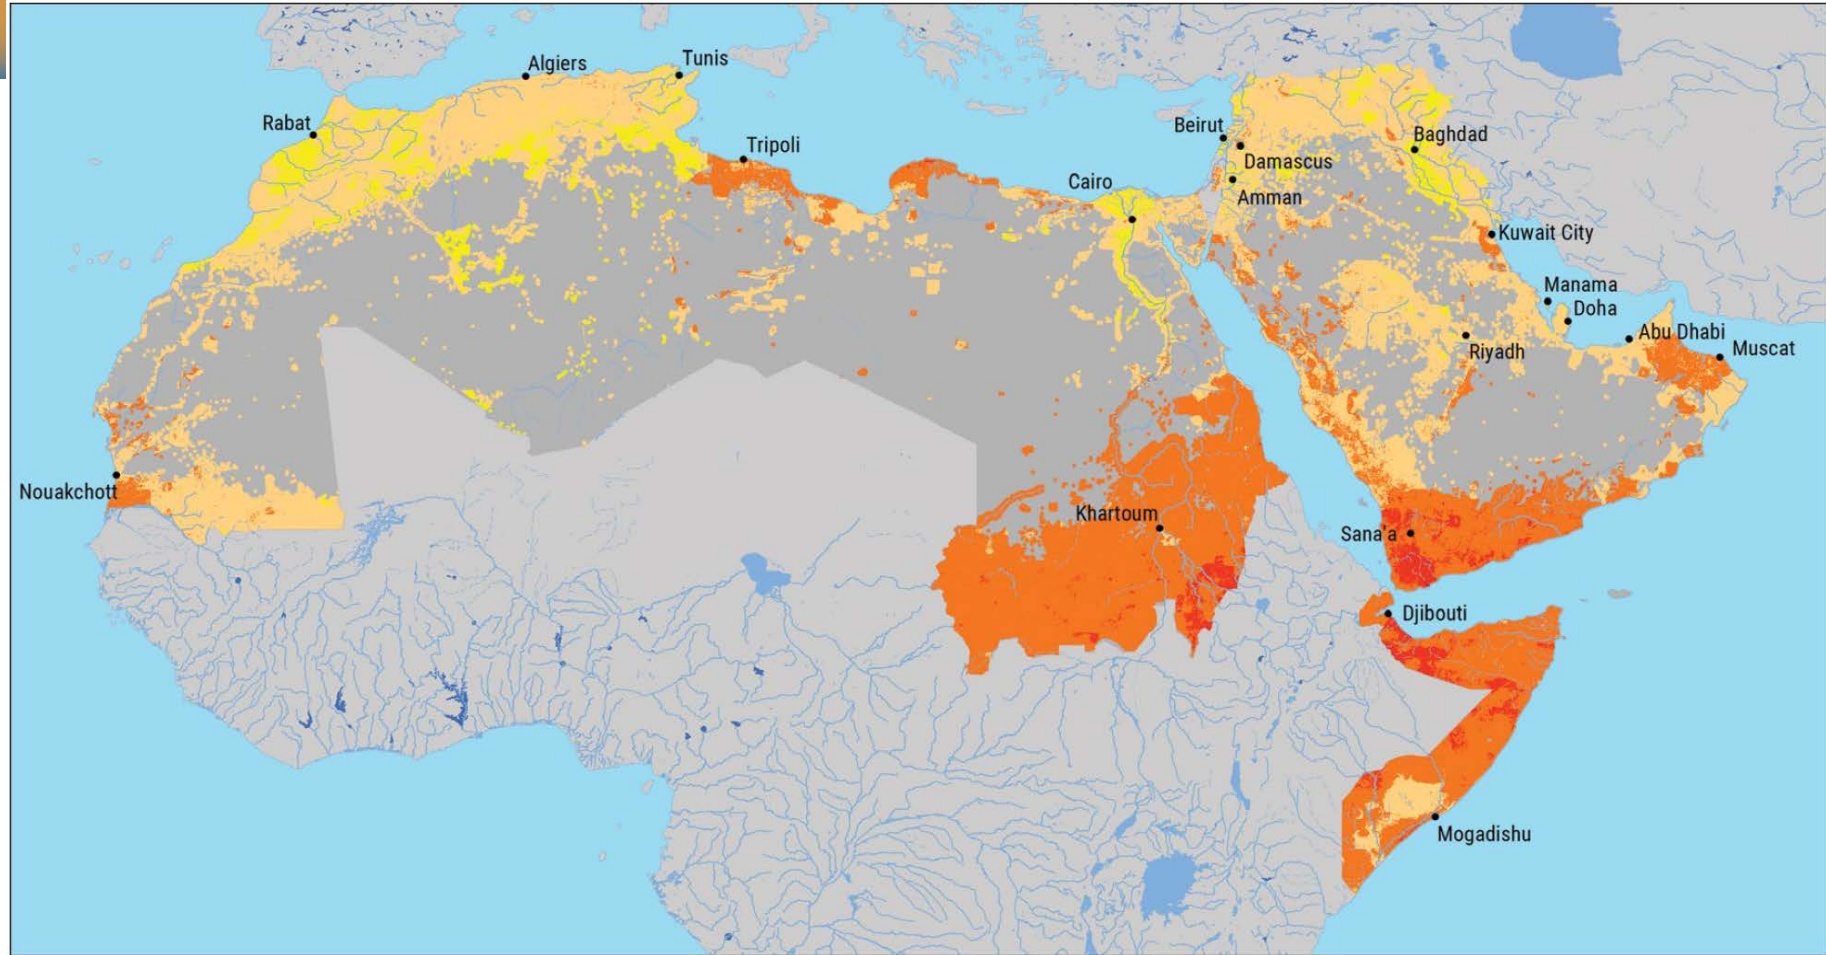 Algiers
Tunis
Rabat
Tripoli
Beirut
Baghdad
Damascus
Cairo
Amman
Kuwait City
Manama
Doha
Abu Dhabi
Muscat
Riyadh
Nouakchott
Khartoum
Sana'a
Djibouti
Mogadishu